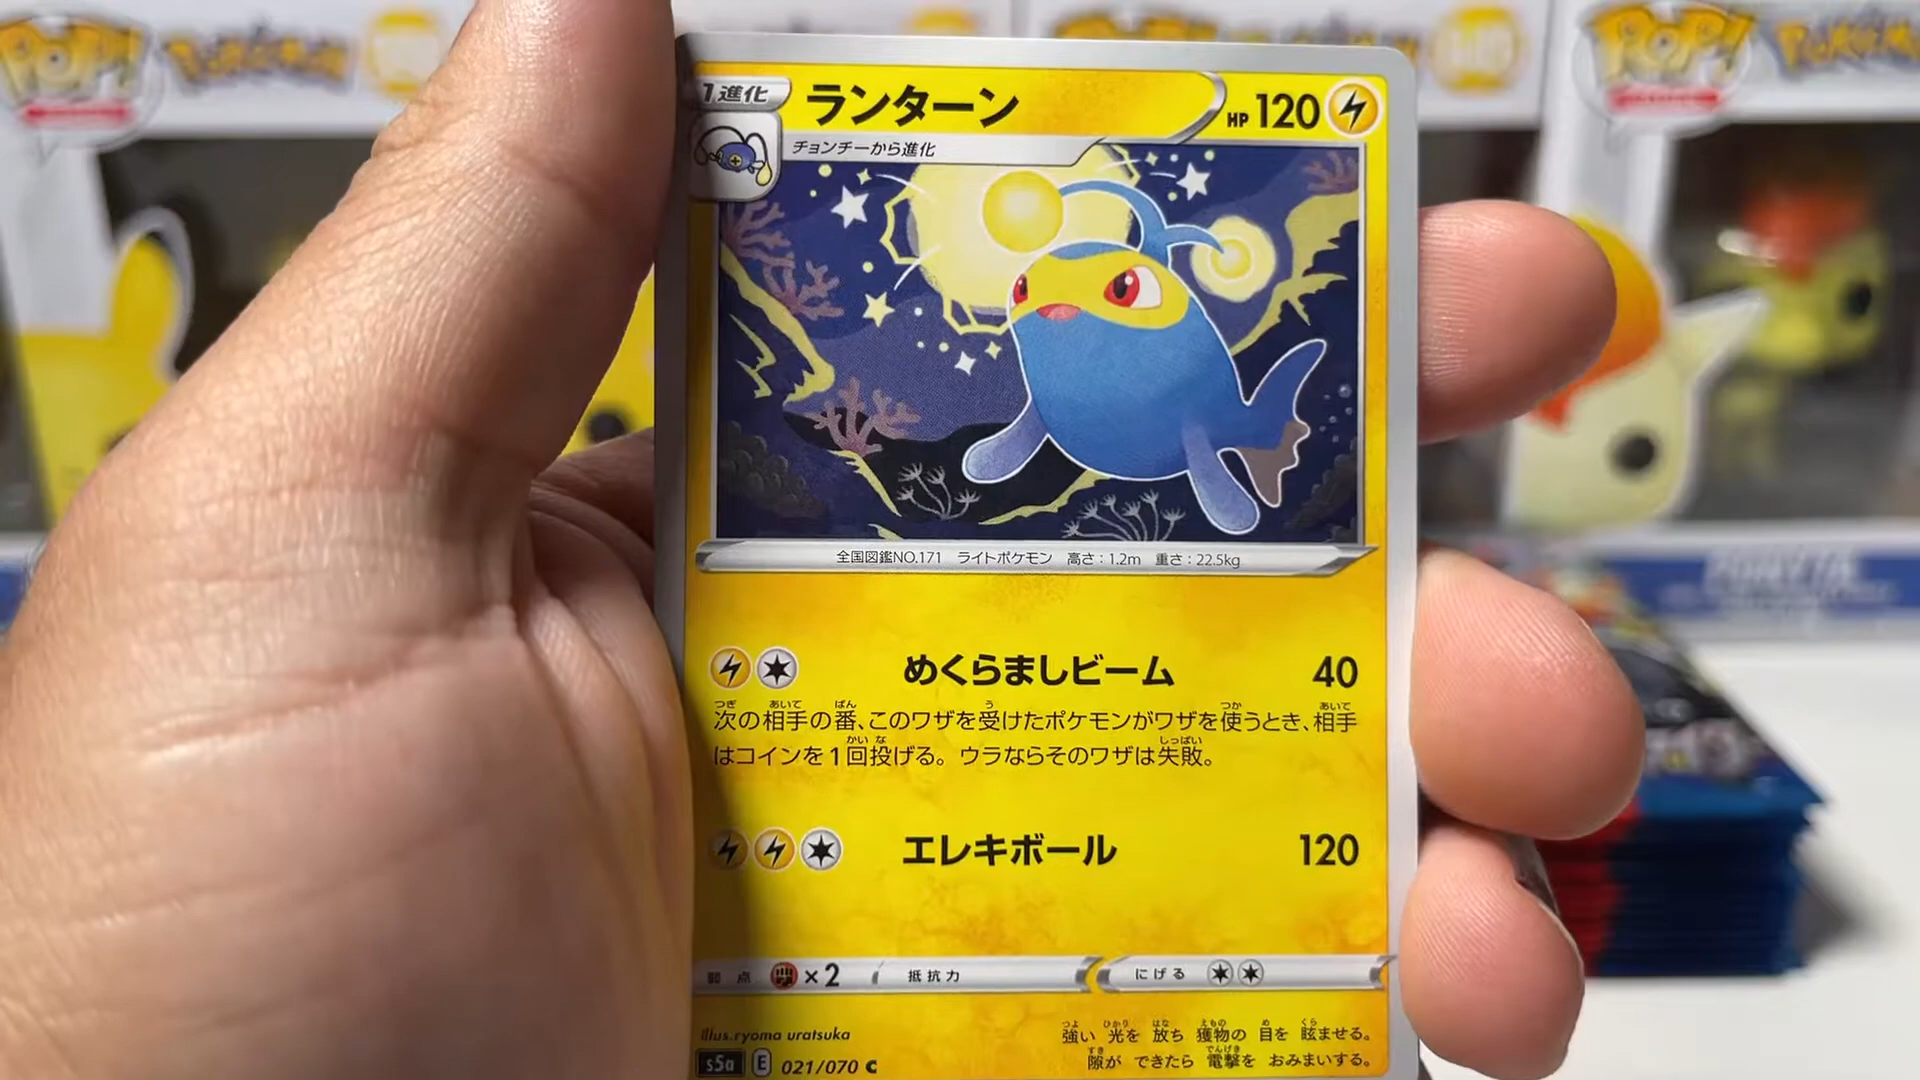 POP!
POKéMON
POP!
POKéMON
1進化
ランターン
HP 120
チョンチーから進化
全国図鑑NO.171 ライトポケモン 高さ：1.2m 重さ：22.5kg
めくらましビーム 40
次の相手の番、このワザを受けたポケモンがワザを使うとき、相手
はコインを1回投げる。ウラならそのワザは失敗。
エレキボール 120
弱点 ×2 抵抗力 にげる
illus.ryoma uratsuka
強い 光を 放ち 獲物の 目を 眩ませる。
隙が できたら 電撃を おみまいする。
s5a E 021/070 C